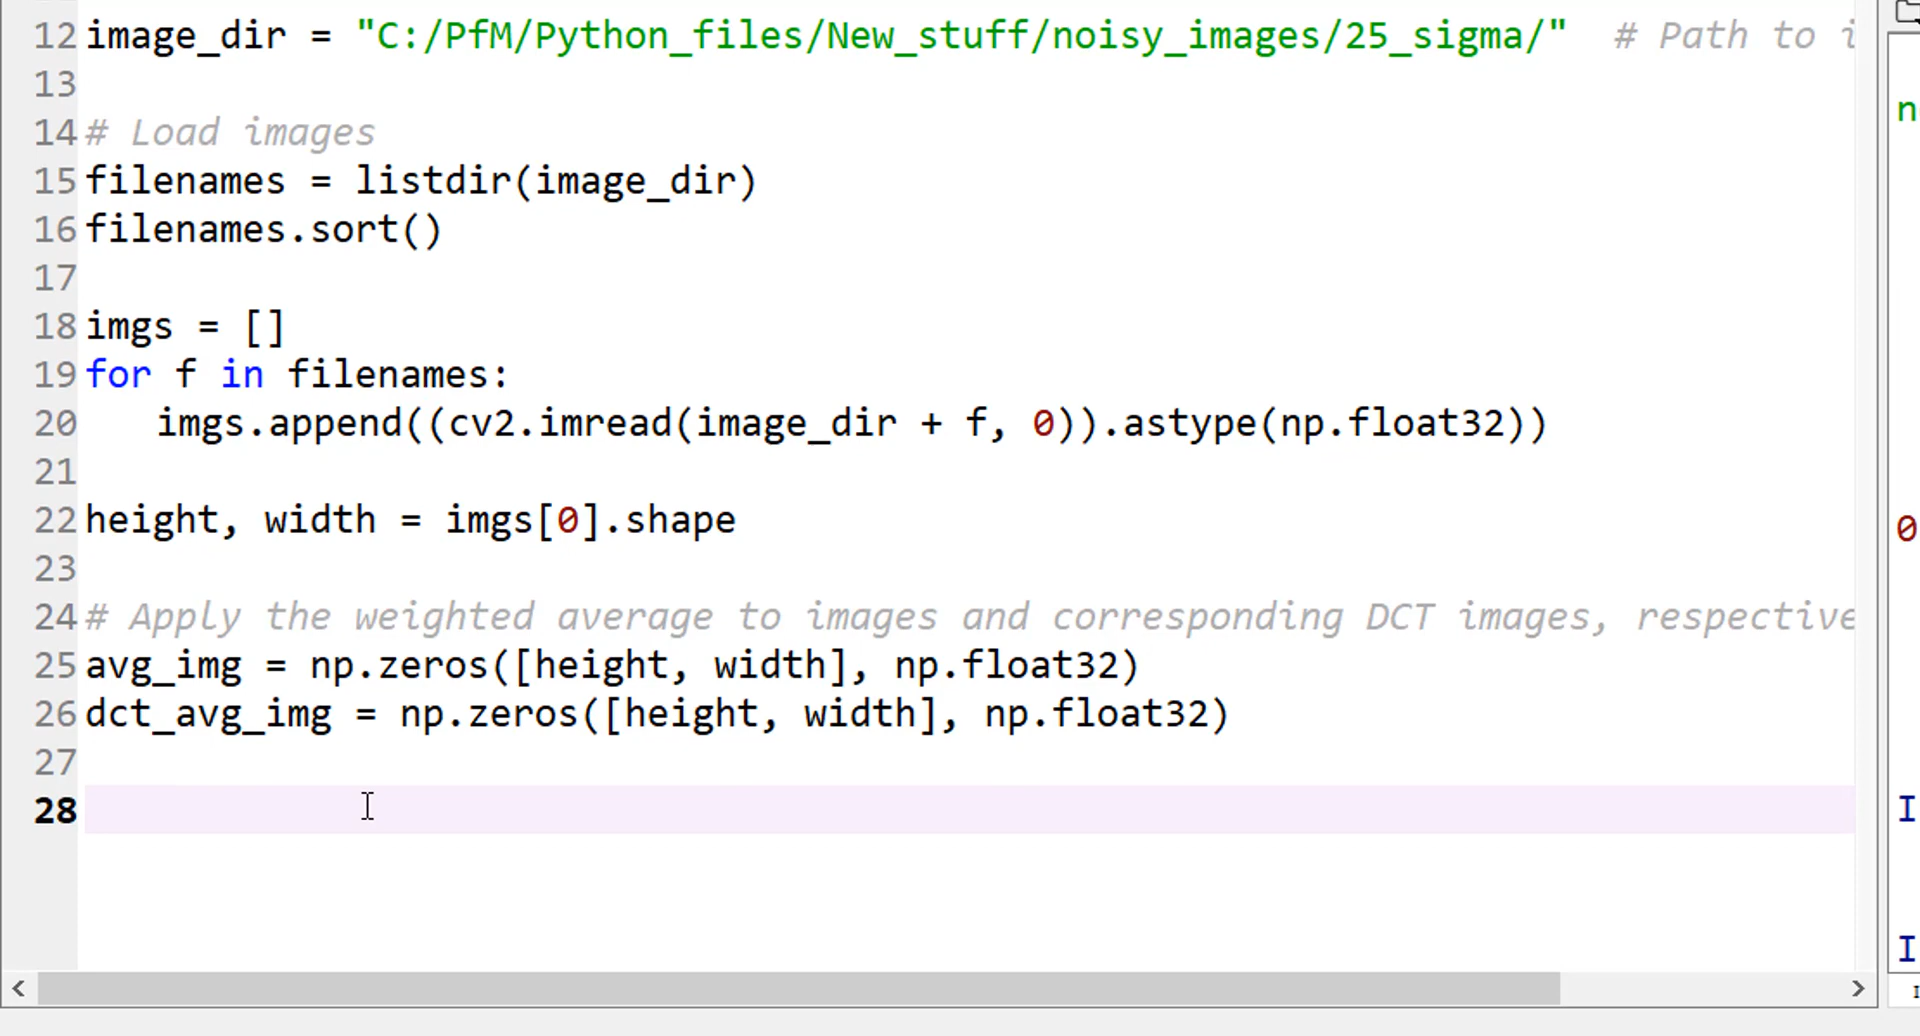 12 image_dir = "C:/PfM/Python_files/New_stuff/noisy_images/25_sigma/"  # Path to
13
14 # Load images
15 filenames = listdir(image_dir)
16 filenames.sort()
17
18 imgs = []
19 for f in filenames:
20    imgs.append((cv2.imread(image_dir + f, 0)).astype(np.float32))
21
22 height, width = imgs[0].shape
23
24 # Apply the weighted average to images and corresponding DCT images, respective
25 avg_img = np.zeros([height, width], np.float32)
26 dct_avg_img = np.zeros([height, width], np.float32)
27
28
n
0
I
I